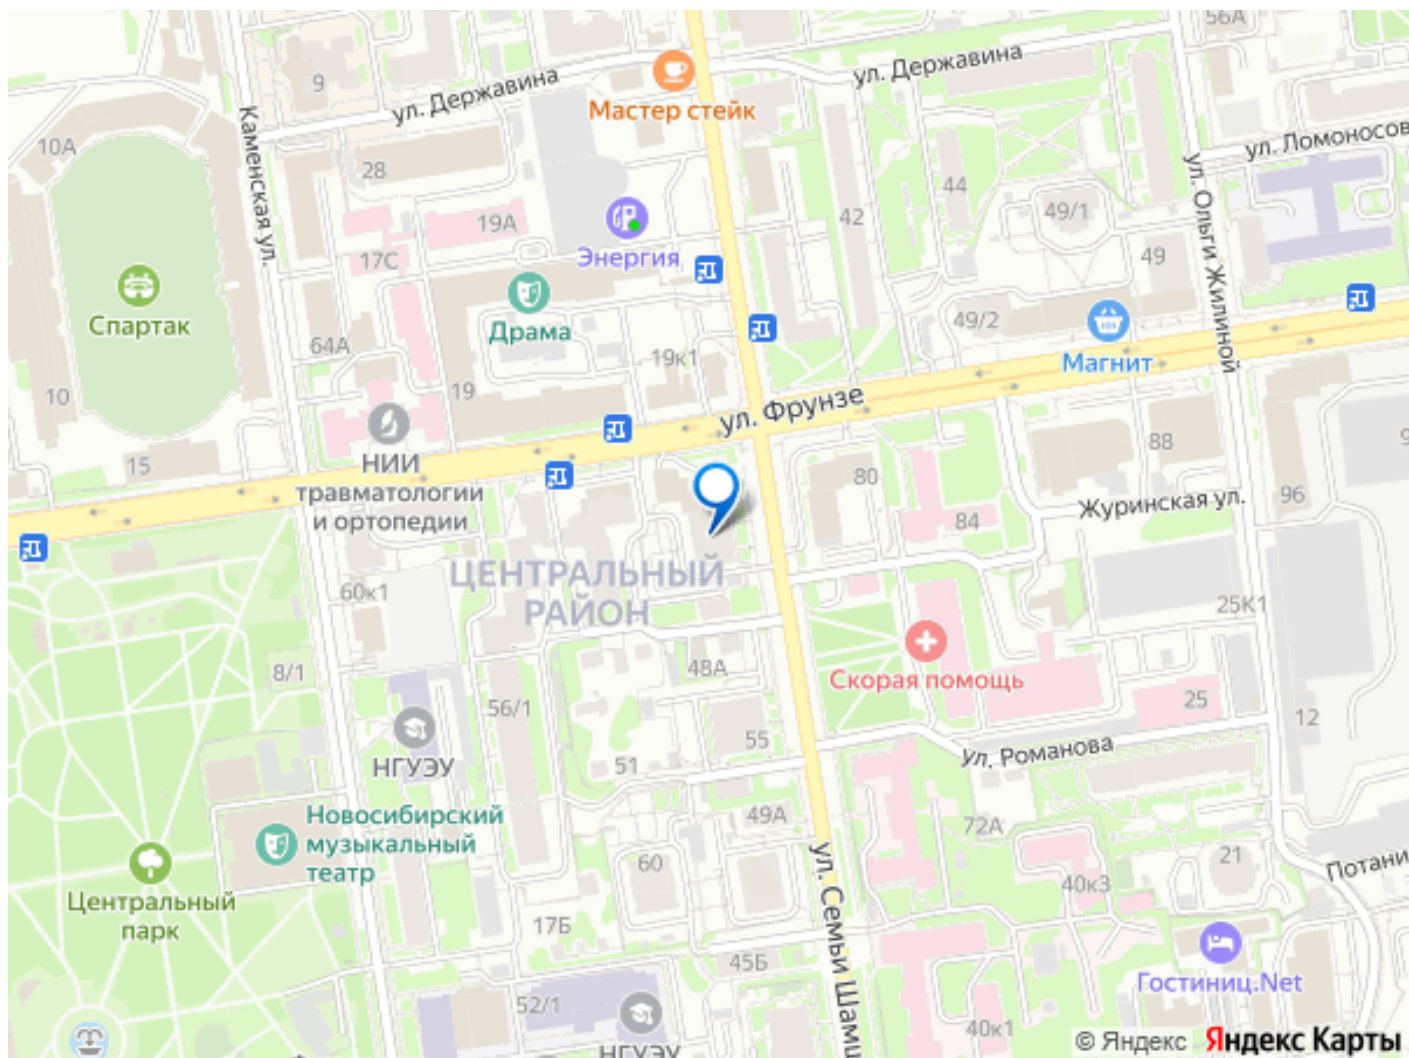 56А
ул. Державина
9
ул. Державина
Мастер стейк
Каменская ул.
10А
ул. Ломоносов
28
44
ул. Ольги Жилиной
49/1
42
19А
Энергия
17С
49
Спартак
Драма
49/2
64А
19к1
Магнит
10
19
ул. Фрунзе
15
НИИ
травматологии
и ортопедии
88
80
96
Журинская ул.
84
ЦЕНТРАЛЬНЫЙ
РАЙОН
60к1
25К1
8/1
48А
Скорая помощь
56/1
25
12
55
Ул. Романова
51
НГУЭУ
Новосибирский
музыкальный
театр
49А
72А
ул. Семьи Шамш
60
21
Потани
40к3
Центральный
парк
17Б
45Б
Гостиниц.Net
52/1
40к1
НГУЭУ
© Яндекс Яндекс Карты